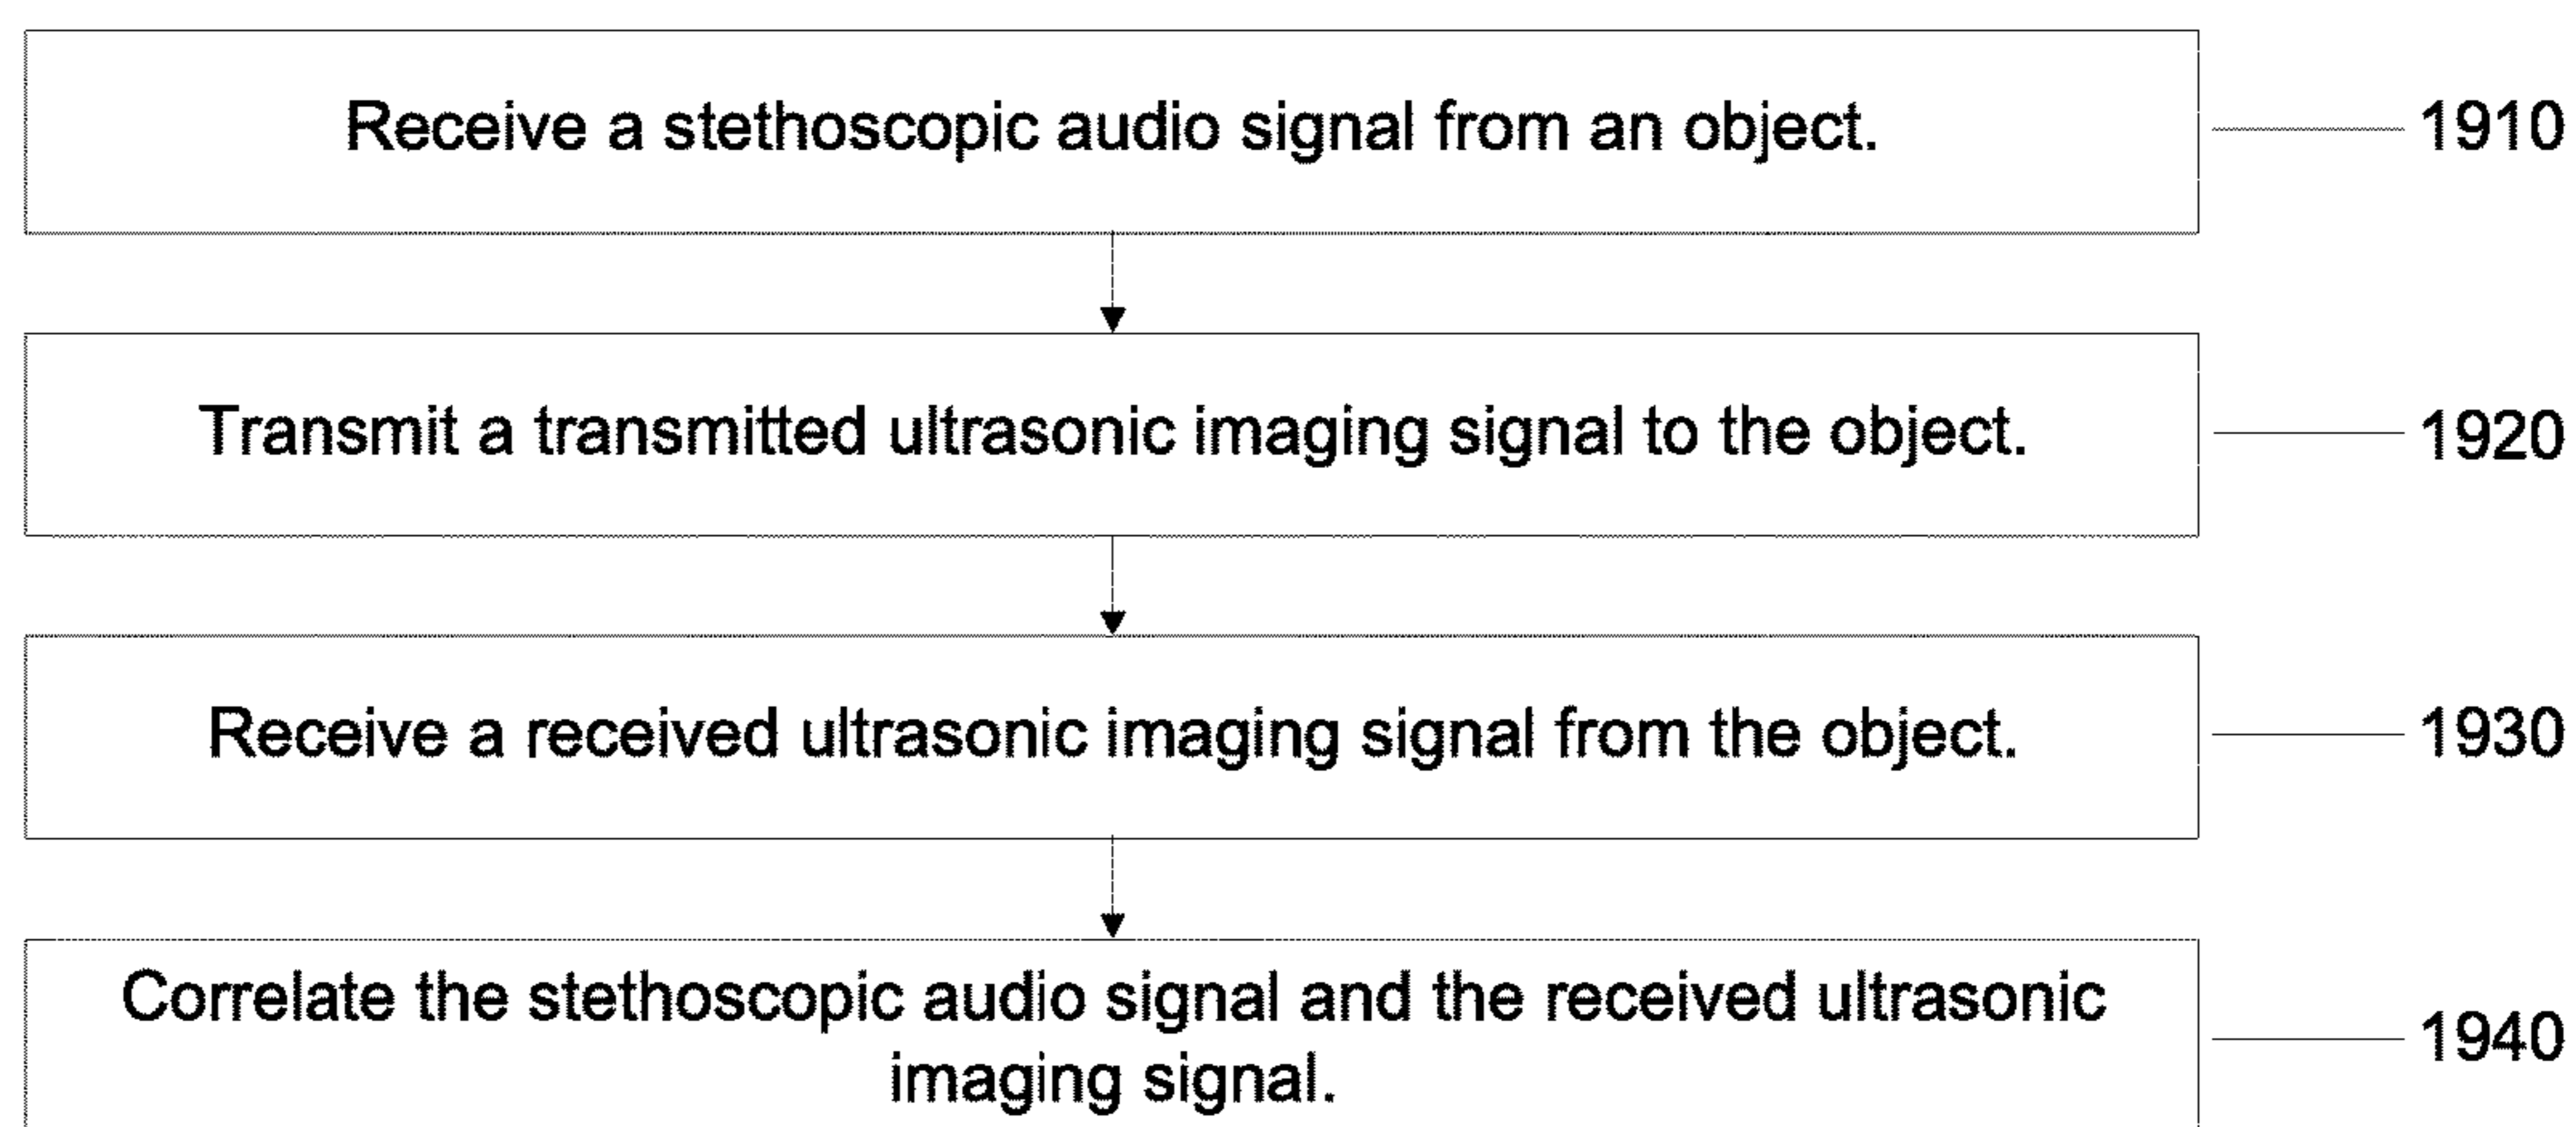 Receive a stethoscopic audio signal from an object.
1910
Transmit a transmitted ultrasonic imaging signal to the object.
1920
Receive a received ultrasonic imaging signal from the object.
1930
Correlate the stethoscopic audio signal and the received ultrasonic
imaging signal.
1940